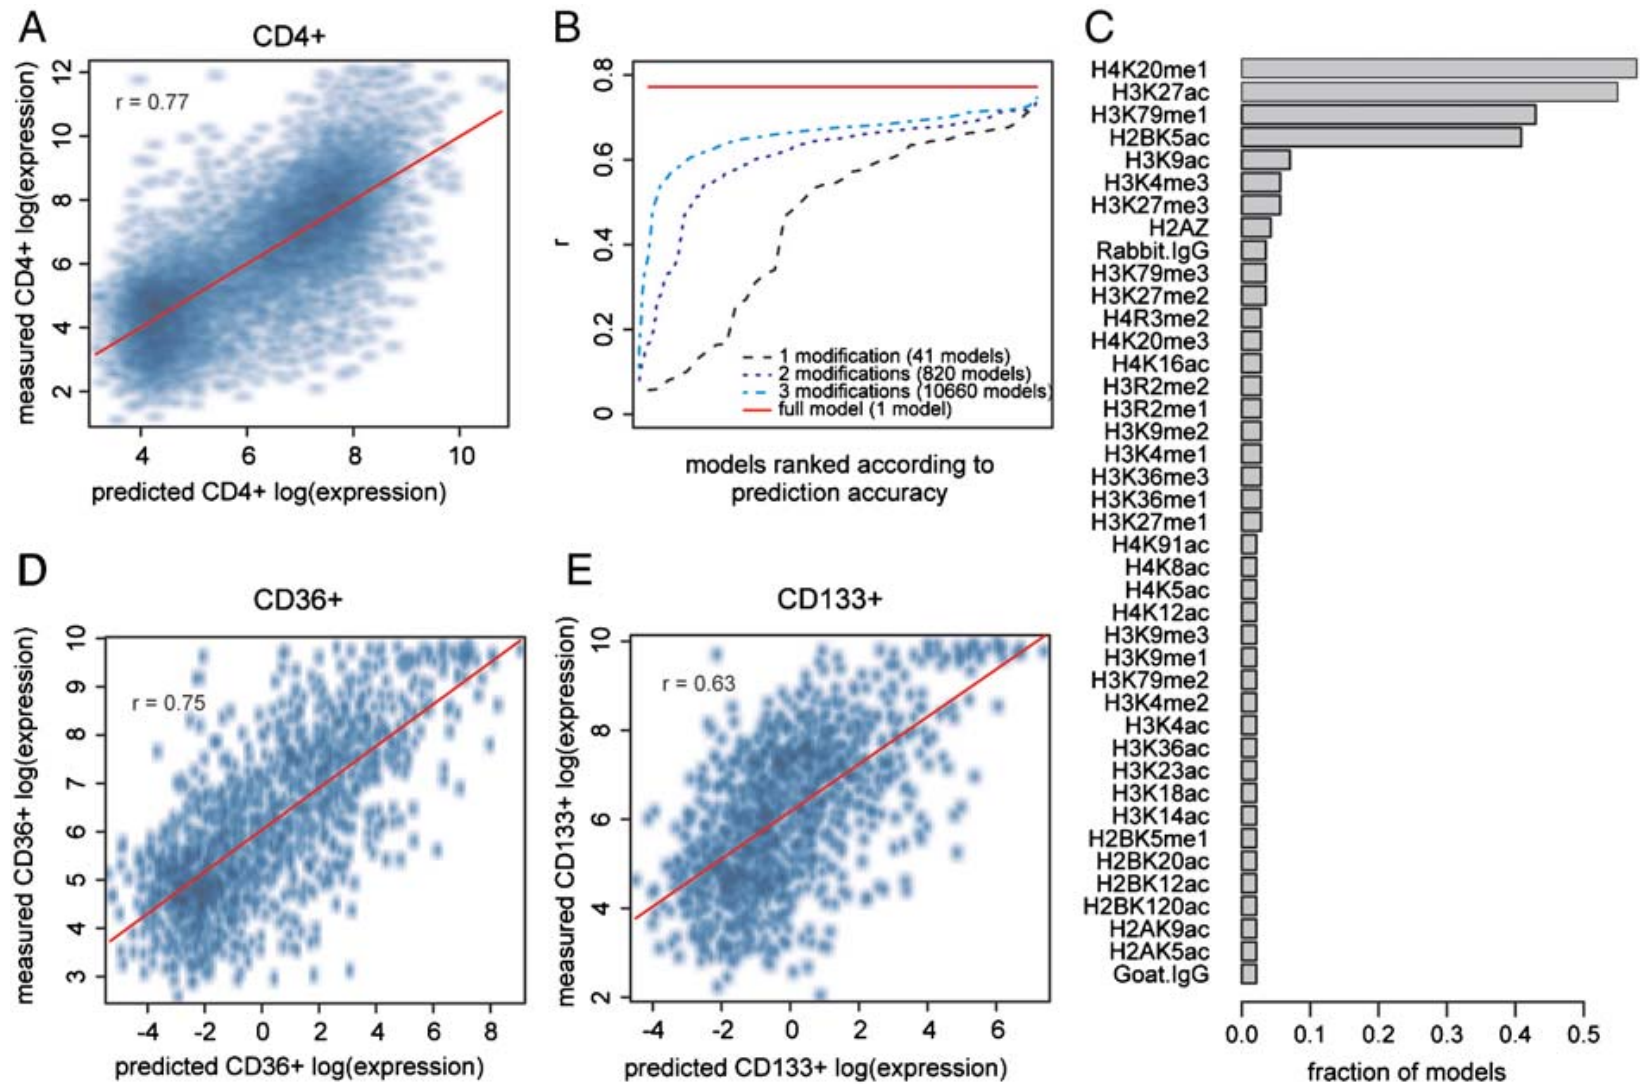 A
CD4+
r = 0.77
measured CD4+ log(expression)
12
10
8
6
4
2
4 6 8 10
predicted CD4+ log(expression)
B
r
0.8
0.6
0.4
0.2
0
1 modification (41 models)
2 modifications (820 models)
3 modifications (10660 models)
full model (1 model)
models ranked according to
prediction accuracy
C
H4K20me1
H3K27ac
H3K79me1
H2BK5ac
H3K9ac
H3K4me3
H3K27me3
H2AZ
Rabbit.IgG
H3K79me3
H3K27me2
H4R3me2
H4K20me3
H4K16ac
H3R2me2
H3R2me1
H3K9me2
H3K4me1
H3K36me3
H3K36me1
H3K27me1
H4K91ac
H4K8ac
H4K5ac
H4K12ac
H3K9me3
H3K9me1
H3K79me2
H3K4me2
H3K4ac
H3K36ac
H3K23ac
H3K18ac
H3K14ac
H2BK5me1
H2BK20ac
H2BK12ac
H2BK120ac
H2AK9ac
H2AK5ac
Goat.IgG
0.0 0.1 0.2 0.3 0.4 0.5
fraction of models
D
CD36+
r = 0.75
measured CD36+ log(expression)
10
9
8
7
6
5
4
3
-4 -2 0 2 4 6 8
predicted CD36+ log(expression)
E
CD133+
r = 0.63
measured CD133+ log(expression)
10
8
6
4
2
-4 -2 0 2 4 6
predicted CD133+ log(expression)